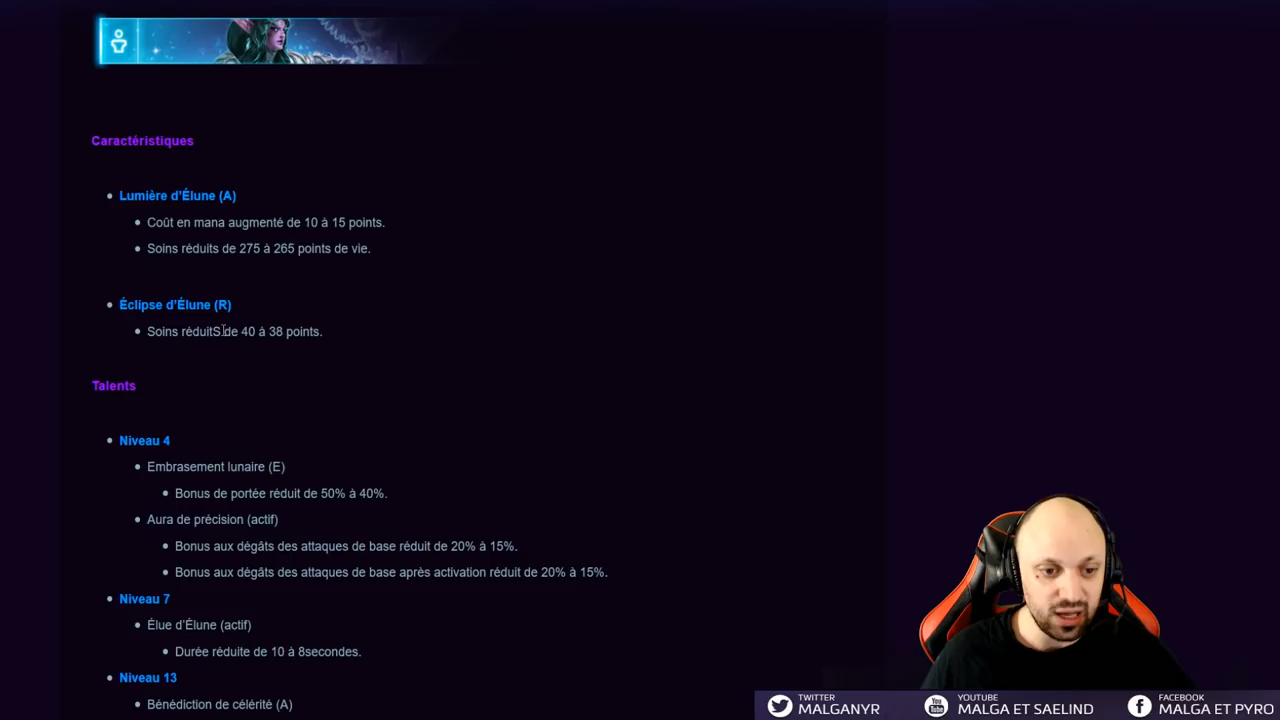 Caractéristiques
Lumière d'Élune (A)
Coût en mana augmenté de 10 à 15 points.
Soins réduits de 275 à 265 points de vie.
Éclipse d'Élune (R)
Soins réduitS de 40 à 38 points.
Talents
Niveau 4
Embrasement lunaire (E)
Bonus de portée réduit de 50% à 40%.
Aura de précision (actif)
Bonus aux dégâts des attaques de base réduit de 20% à 15%.
Bonus aux dégâts des attaques de base après activation réduit de 20% à 15%.
Niveau 7
Élue d'Élune (actif)
Durée réduite de 10 à 8secondes.
Niveau 13
Bénédiction de célérité (A)
TWITTER
MALGANYR
YOUTUBE
MALGA ET SAELIND
FACEBOOK
MALGA ET PYRO